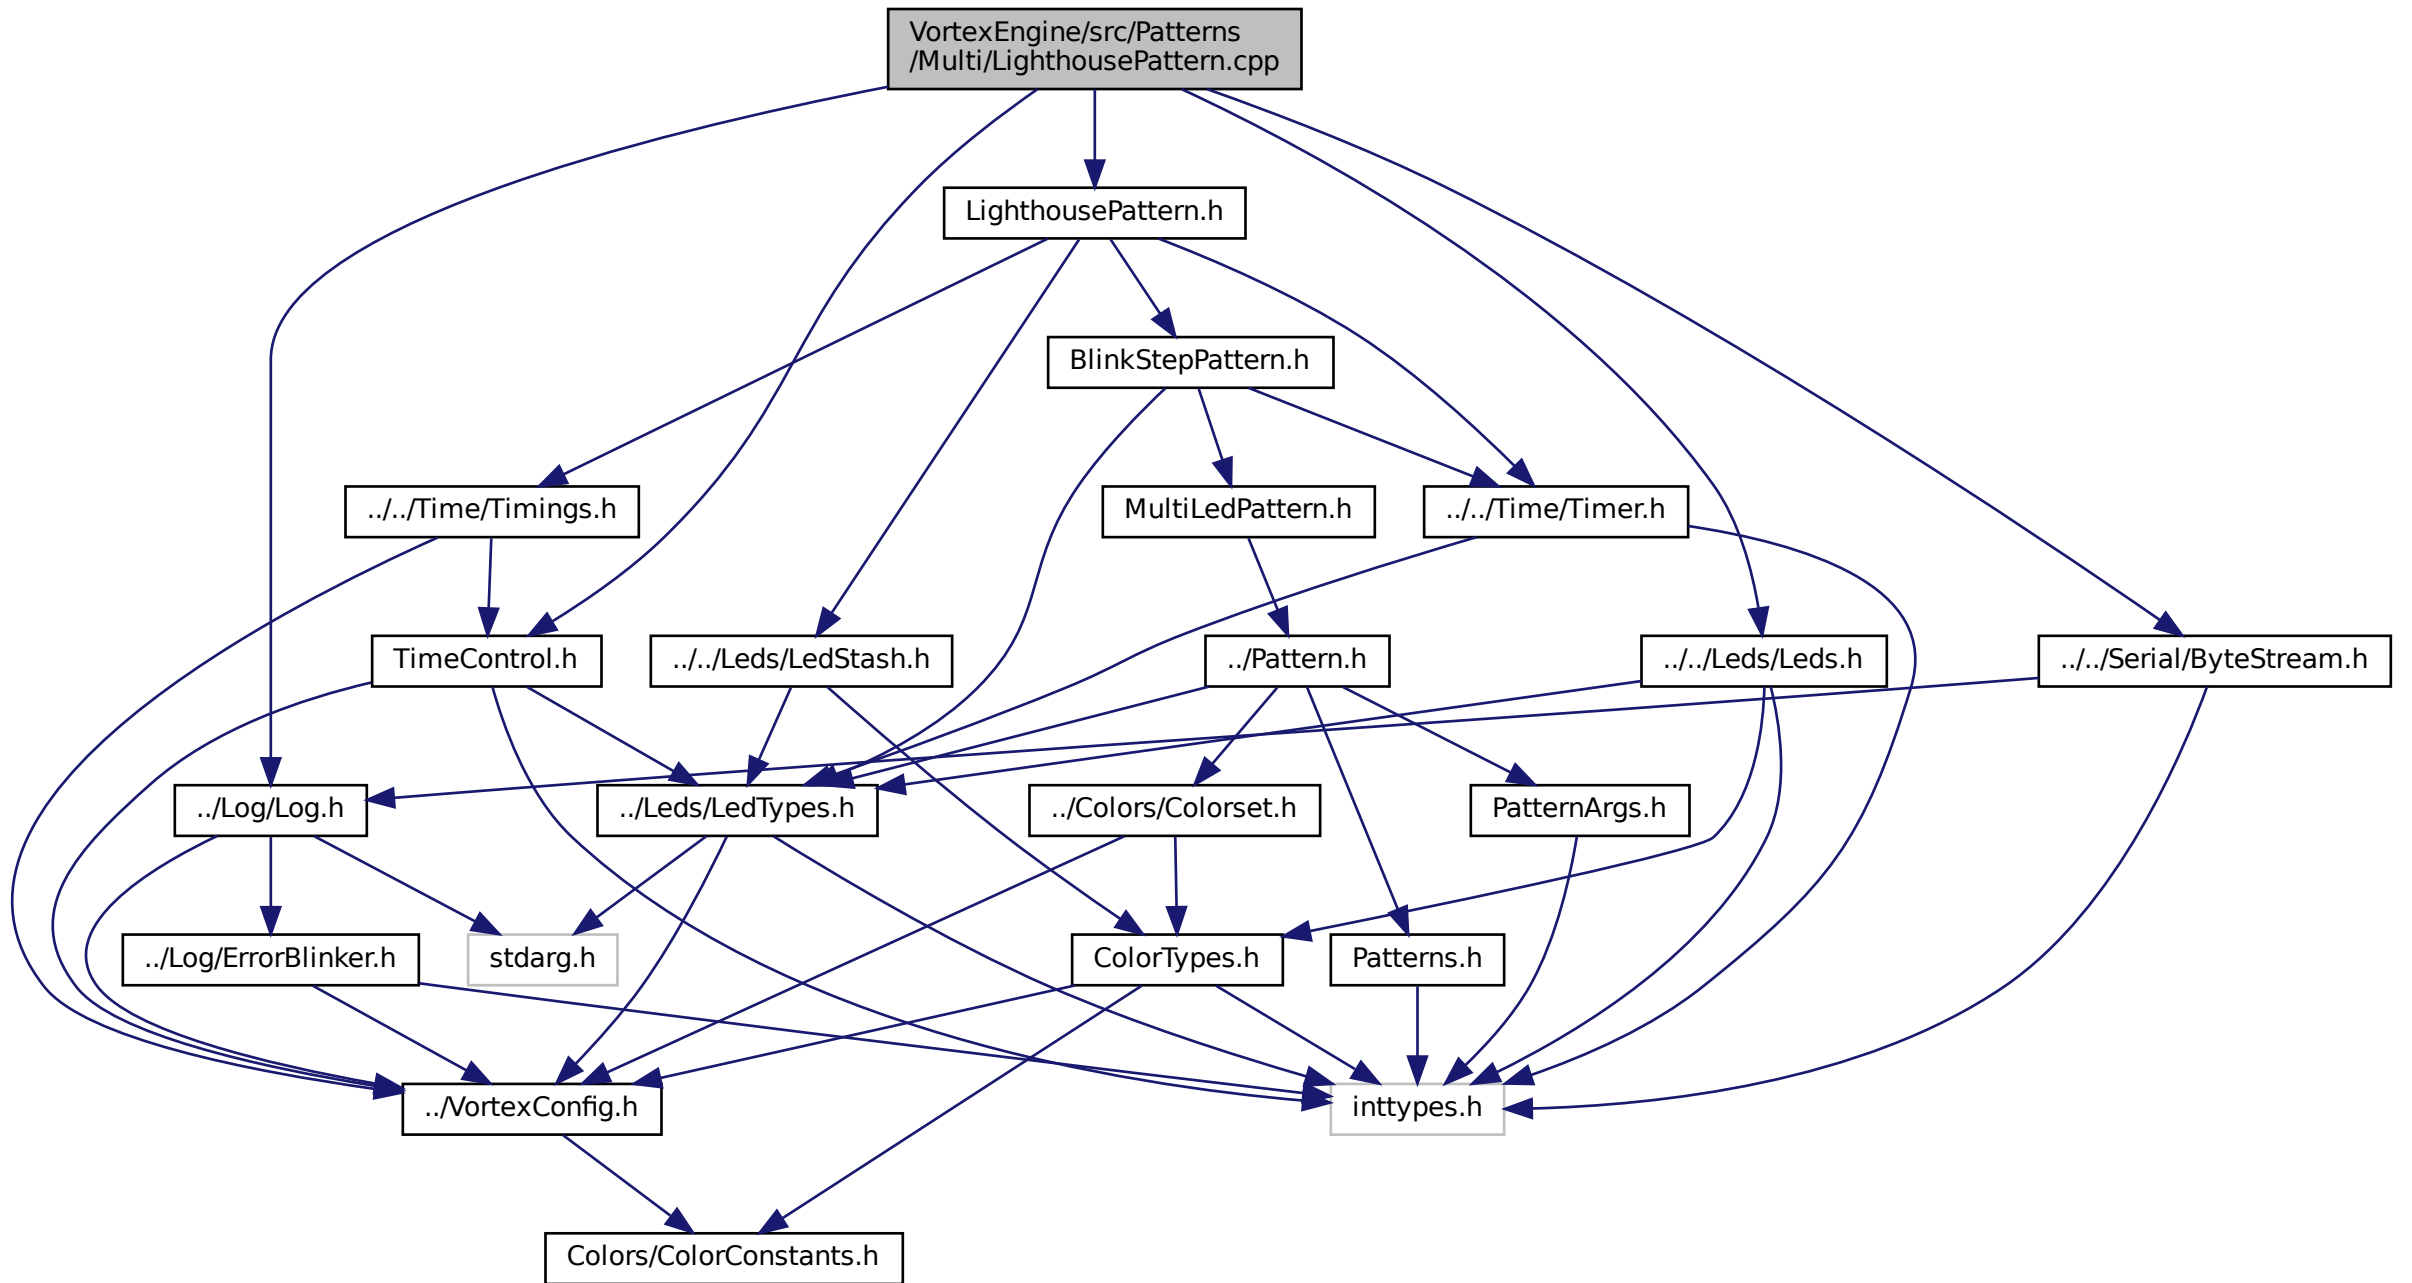 VortexEngine/src/Patterns
/Multi/LighthousePattern.cpp
LighthousePattern.h
BlinkStepPattern.h
../../Time/Timings.h
MultiLedPattern.h
../../Time/Timer.h
TimeControl.h
../../Leds/LedStash.h
../Pattern.h
../../Leds/Leds.h
../../Serial/ByteStream.h
../Log/Log.h
../Leds/LedTypes.h
../Colors/Colorset.h
PatternArgs.h
../Log/ErrorBlinker.h
stdarg.h
ColorTypes.h
Patterns.h
../VortexConfig.h
inttypes.h
Colors/ColorConstants.h